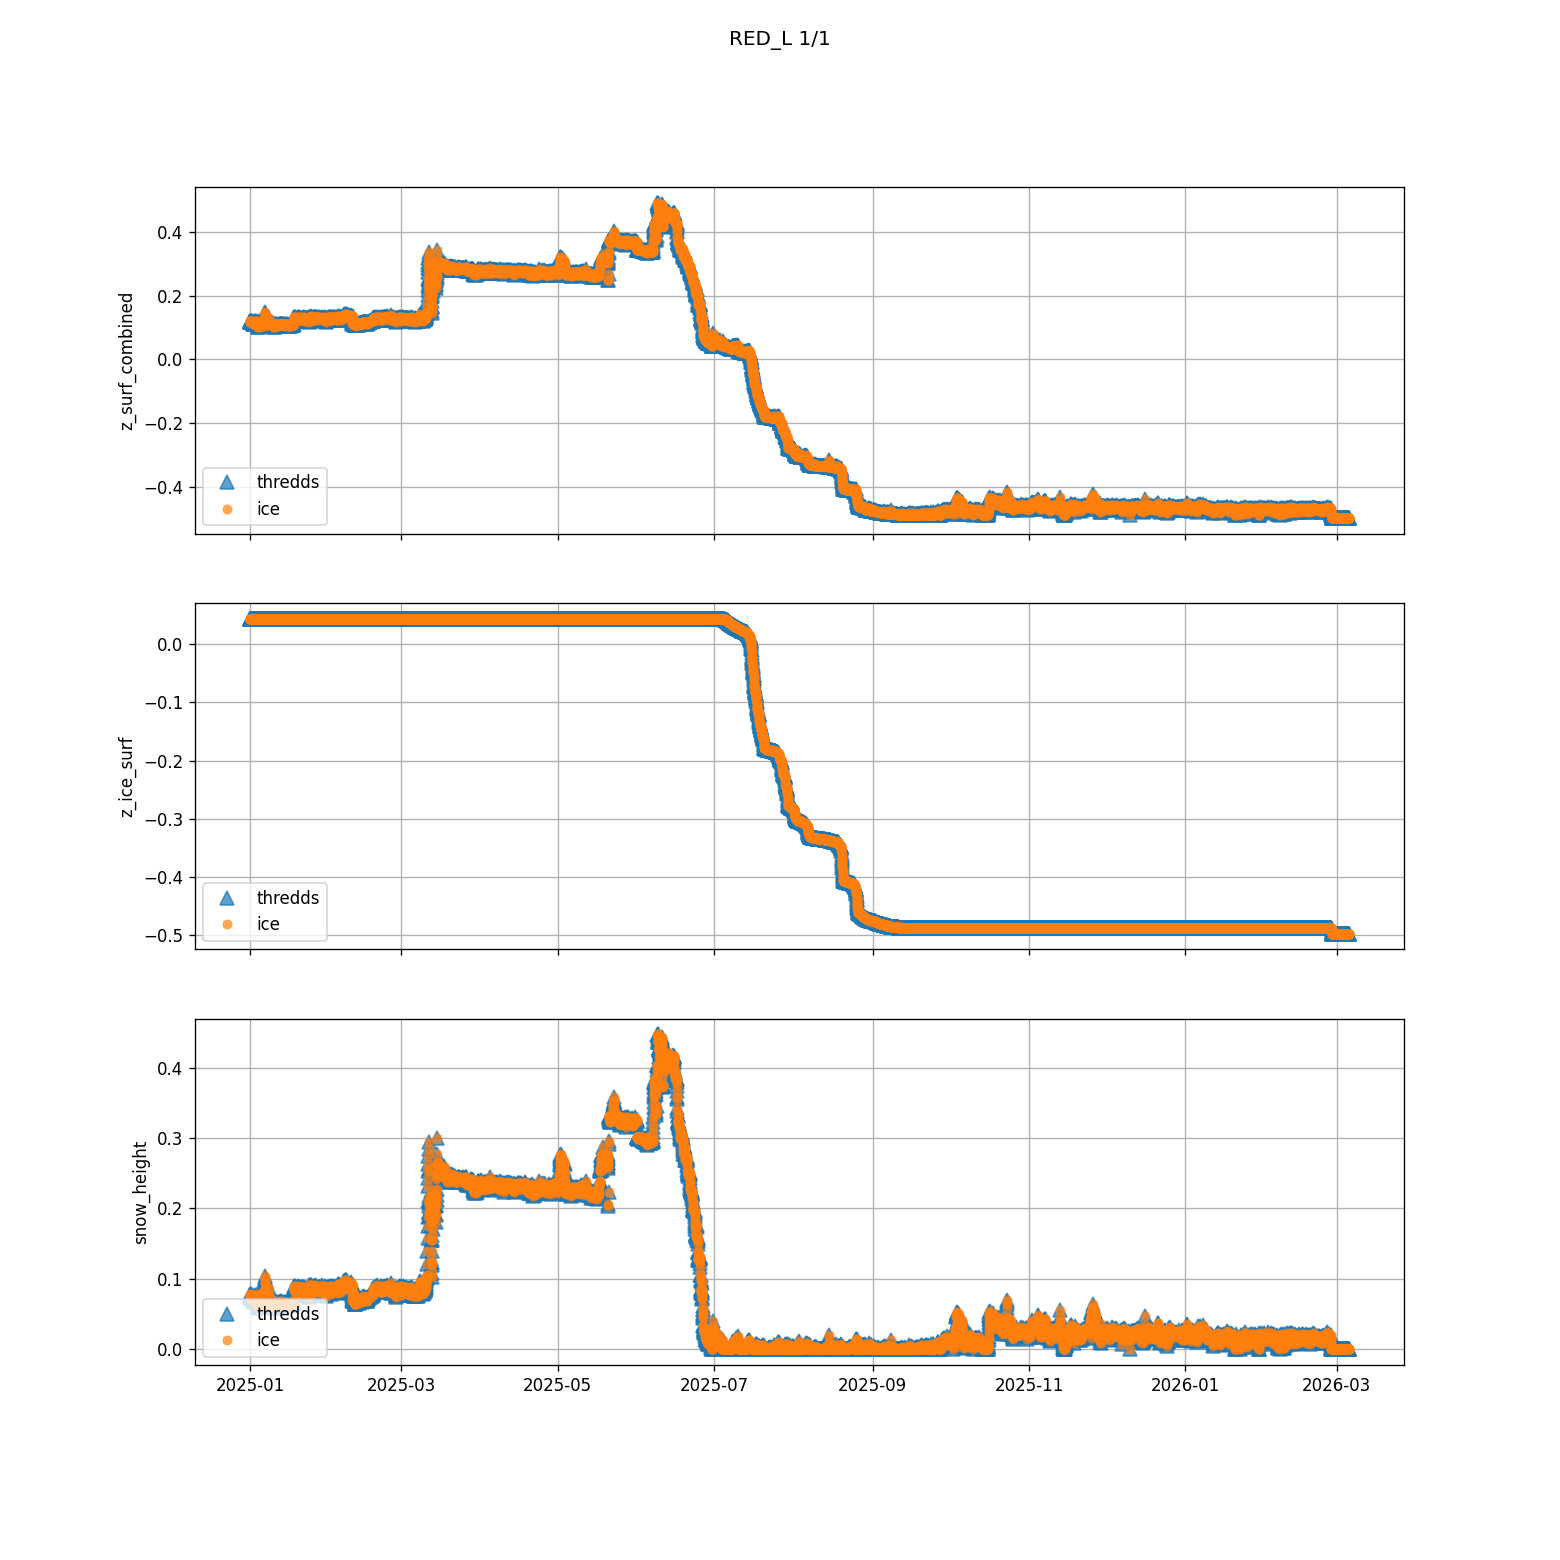 RED_L 1/1
z_surf_combined
0.4
0.2
0.0
−0.2
−0.4
thredds
ice
z_ice_surf
0.0
−0.1
−0.2
−0.3
−0.4
−0.5
thredds
ice
snow_height
0.4
0.3
0.2
0.1
0.0
thredds
ice
2025-01 2025-03 2025-05 2025-07 2025-09 2025-11 2026-01 2026-03